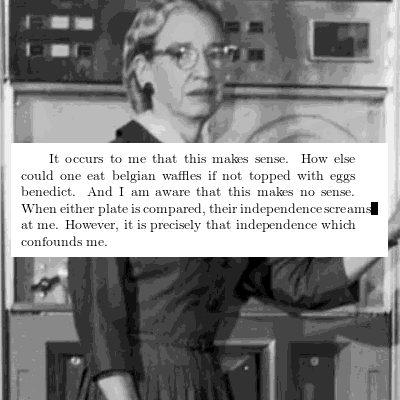 It occurs to me that this makes sense. How else
could one eat belgian waffles if not topped with eggs
benedict. And I am aware that this makes no sense.
When either plate is compared, their independence screams
at me. However, it is precisely that independence which
confounds me.